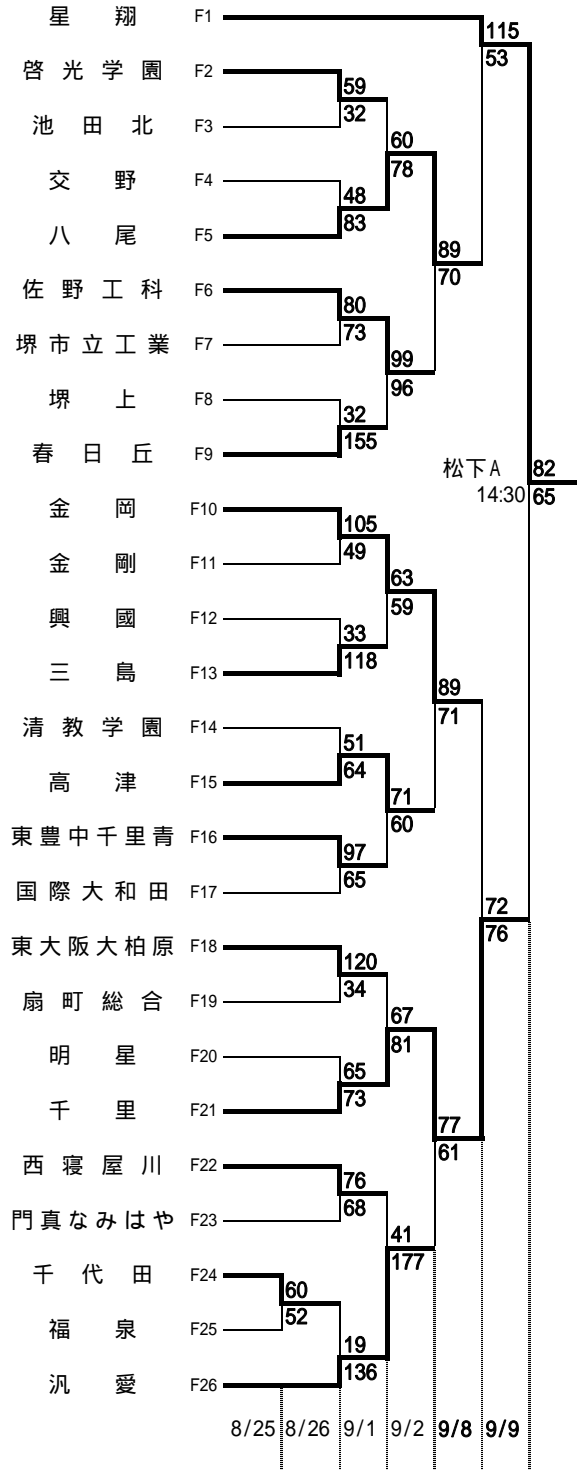 星翔 F1
115
53
啓光学園 F2
59
32
池田北 F3
60
78
交野 F4
48
83
八尾 F5
89
70
佐野工科 F6
80
73
堺市立工業 F7
99
96
堺上 F8
32
155
春日丘 F9
松下A 82
14:30 65
金岡 F10
105
49
金剛 F11
63
59
興國 F12
33
118
三島 F13
89
71
清教学園 F14
51
64
高津 F15
71
60
東豊中千里青 F16
97
65
国際大和田 F17
72
76
東大阪大柏原 F18
120
34
扇町総合 F19
67
81
明星 F20
65
73
千里 F21
77
61
西寝屋川 F22
76
68
門真なみはや F23
41
177
千代田 F24
60
52
福泉 F25
19
136
汎愛 F26
8/25 8/26 9/1 9/2 9/8 9/9